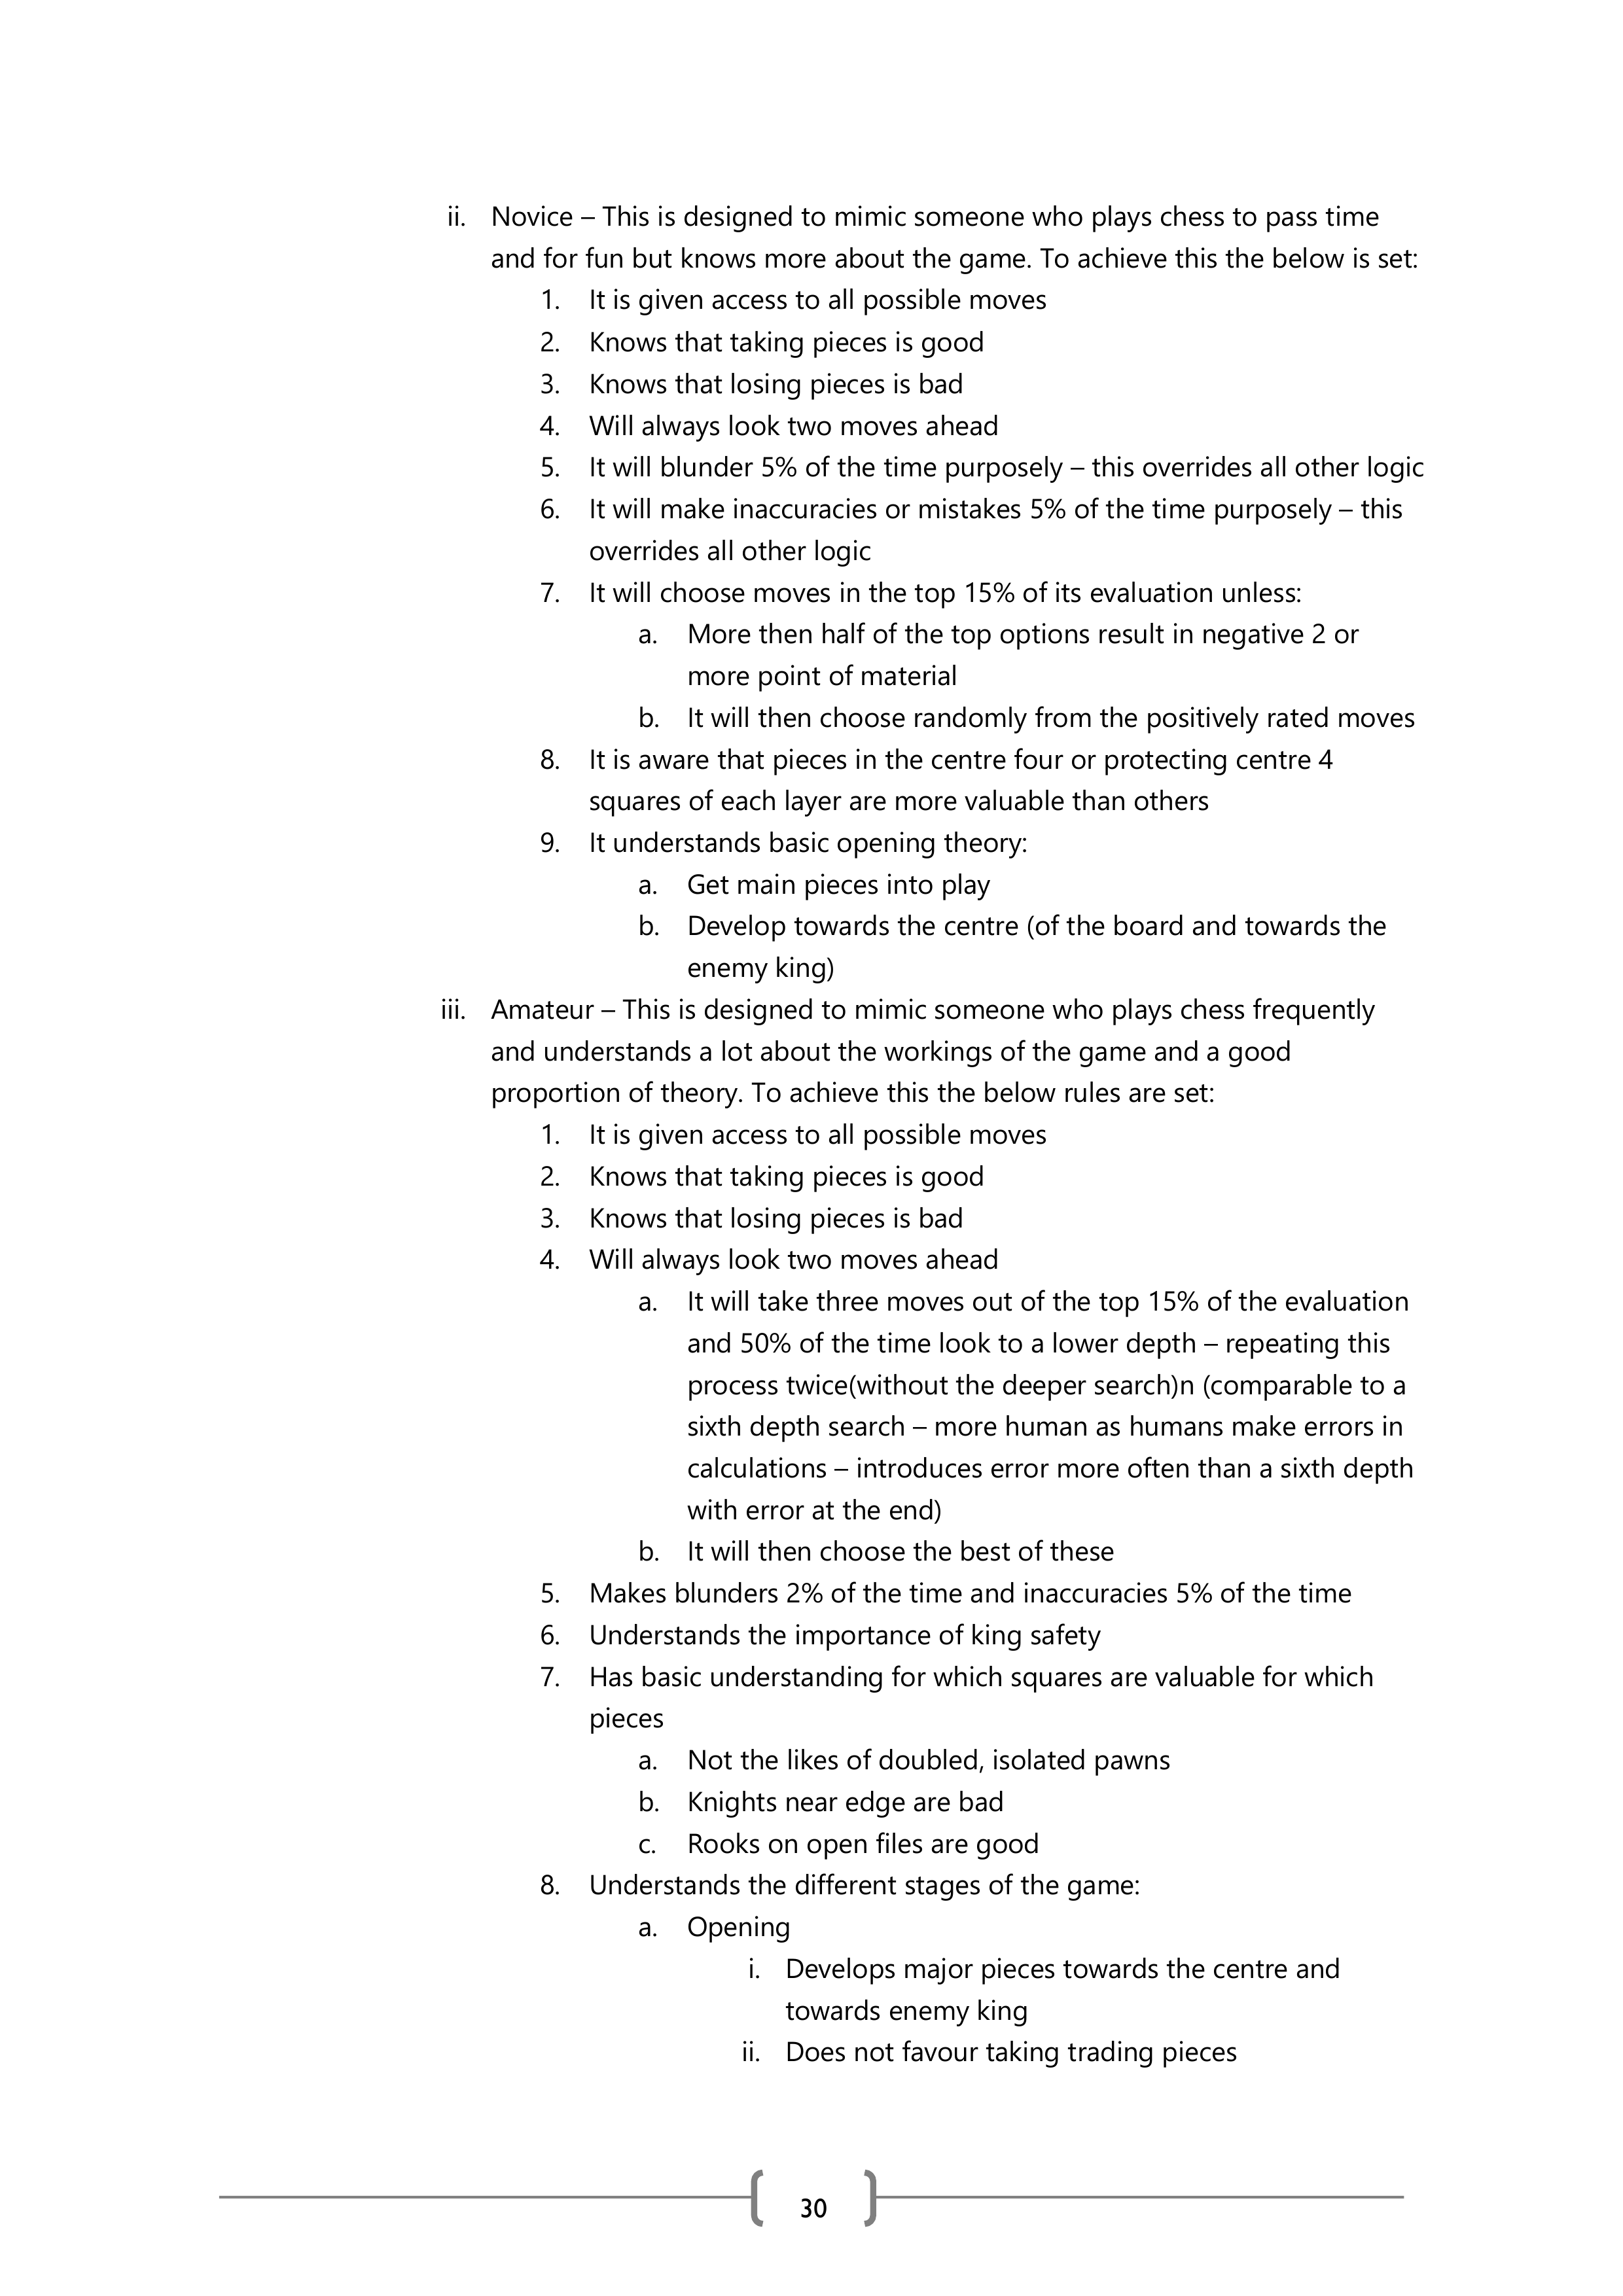 ii. Novice – This is designed to mimic someone who plays chess to pass time
and for fun but knows more about the game. To achieve this the below is set:
1. It is given access to all possible moves
2. Knows that taking pieces is good
3. Knows that losing pieces is bad
4. Will always look two moves ahead
5. It will blunder 5% of the time purposely – this overrides all other logic
6. It will make inaccuracies or mistakes 5% of the time purposely – this
overrides all other logic
7. It will choose moves in the top 15% of its evaluation unless:
a. More then half of the top options result in negative 2 or
more point of material
b. It will then choose randomly from the positively rated moves
8. It is aware that pieces in the centre four or protecting centre 4
squares of each layer are more valuable than others
9. It understands basic opening theory:
a. Get main pieces into play
b. Develop towards the centre (of the board and towards the
enemy king)
iii. Amateur – This is designed to mimic someone who plays chess frequently
and understands a lot about the workings of the game and a good
proportion of theory. To achieve this the below rules are set:
1. It is given access to all possible moves
2. Knows that taking pieces is good
3. Knows that losing pieces is bad
4. Will always look two moves ahead
a. It will take three moves out of the top 15% of the evaluation
and 50% of the time look to a lower depth – repeating this
process twice(without the deeper search)n (comparable to a
sixth depth search – more human as humans make errors in
calculations – introduces error more often than a sixth depth
with error at the end)
b. It will then choose the best of these
5. Makes blunders 2% of the time and inaccuracies 5% of the time
6. Understands the importance of king safety
7. Has basic understanding for which squares are valuable for which
pieces
a. Not the likes of doubled, isolated pawns
b. Knights near edge are bad
c. Rooks on open files are good
8. Understands the different stages of the game:
a. Opening
i. Develops major pieces towards the centre and
towards enemy king
ii. Does not favour taking trading pieces
30